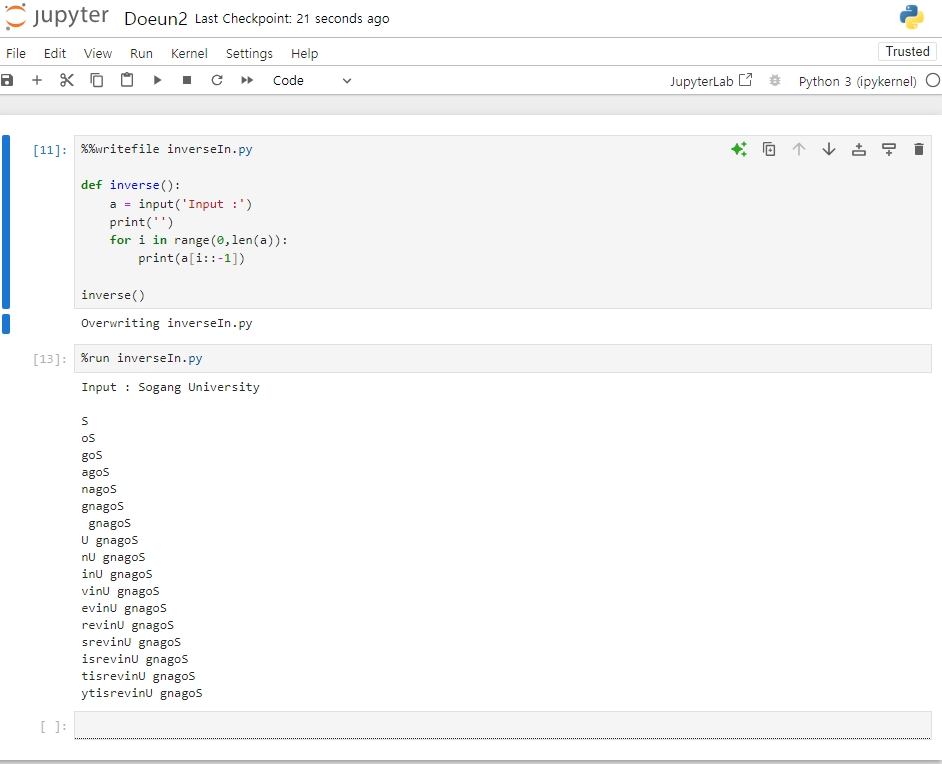 jupyter Doeun2 Last Checkpoint: 21 seconds ago
File Edit View Run Kernel Settings Help Trusted
Code JupyterLab Python 3 (ipykernel)
[11]: %%writefile inverseIn.py
def inverse():
    a = input('Input :')
    print('')
    for i in range(0,len(a)):
        print(a[i::-1])
inverse()
Overwriting inverseIn.py
[13]: %run inverseIn.py
Input : Sogang University
S
oS
goS
agoS
nagoS
gnagoS
 gnagoS
U gnagoS
nU gnagoS
inU gnagoS
vinU gnagoS
evinU gnagoS
revinU gnagoS
srevinU gnagoS
isrevinU gnagoS
tisrevinU gnagoS
ytisrevinU gnagoS
[ ]: